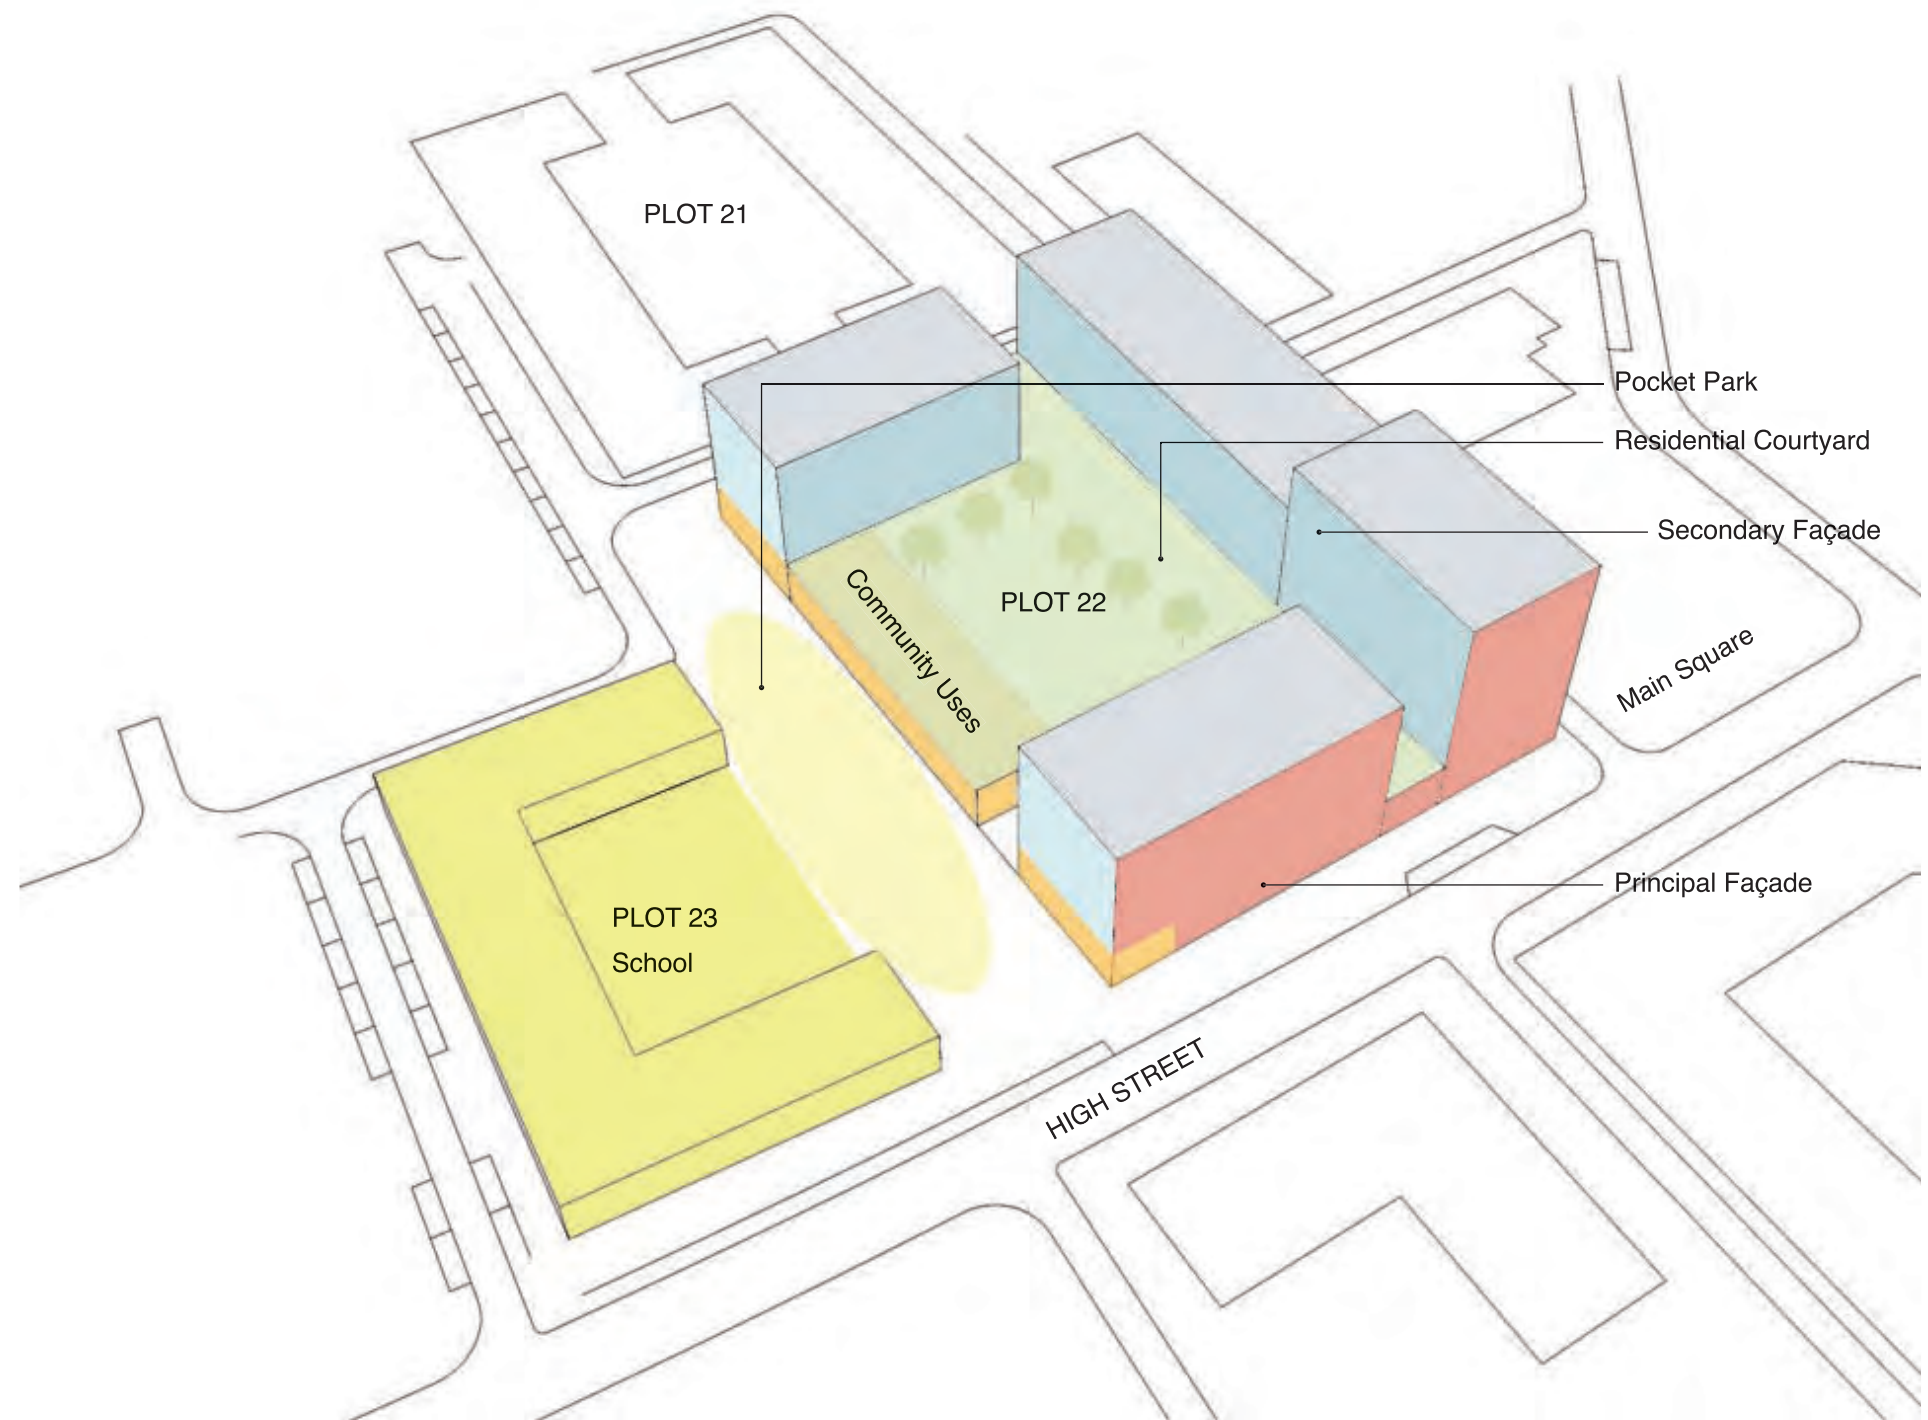 PLOT 21
Pocket Park
Residential Courtyard
Secondary Façade
Community Uses
PLOT 22
Main Square
Principal Façade
PLOT 23
School
HIGH STREET